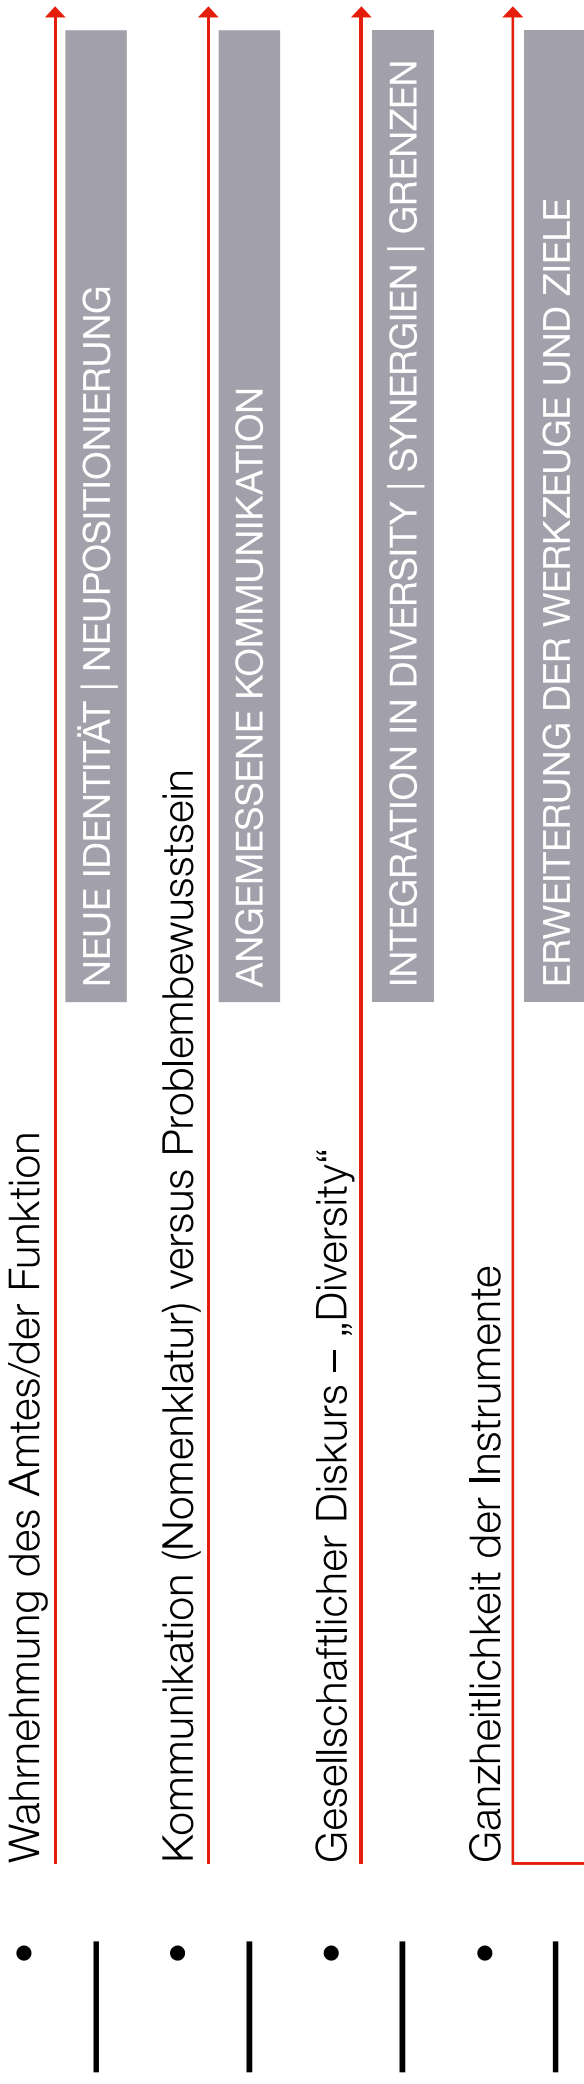 • Wahrnehmung des Amtes/der Funktion
NEUE IDENTITÄT | NEUPOSITIONIERUNG
• Kommunikation (Nomenklatur) versus Problembewusstsein
ANGEMESSENE KOMMUNIKATION
• Gesellschaftlicher Diskurs – „Diversity“
INTEGRATION IN DIVERSITY | SYNERGIEN | GRENZEN
• Ganzheitlichkeit der Instrumente
ERWEITERUNG DER WERKZEUGE UND ZIELE